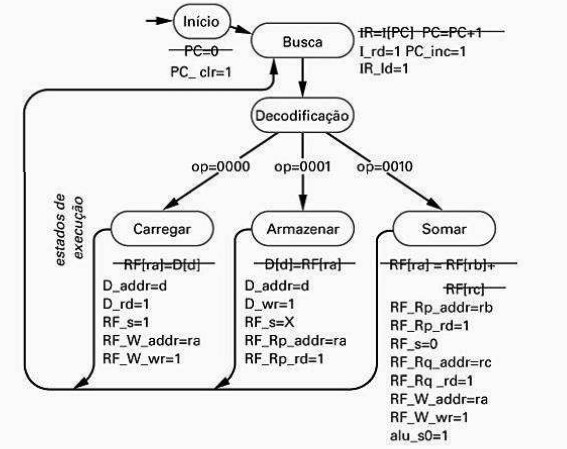 Início
PC=0
PC_ clr=1
Busca
IR=I[PC] PC=PC+1
I_rd=1 PC_inc=1
IR_ld=1
Decodificação
op=0000
op=0001
op=0010
estados de
execução
Carregar
RF[ra]=D[d]
D_addr=d
D_rd=1
RF_s=1
RF_W_addr=ra
RF_W_wr=1
Armazenar
D[d]=RF[ra]
D_addr=d
D_wr=1
RF_s=X
RF_Rp_addr=ra
RF_Rp_rd=1
Somar
RF[ra] = RF[rb]+
RF[rc]
RF_Rp_addr=rb
RF_Rp_rd=1
RF_s=0
RF_Rq_addr=rc
RF_Rq _rd=1
RF_W_addr=ra
RF_W_wr=1
alu_s0=1